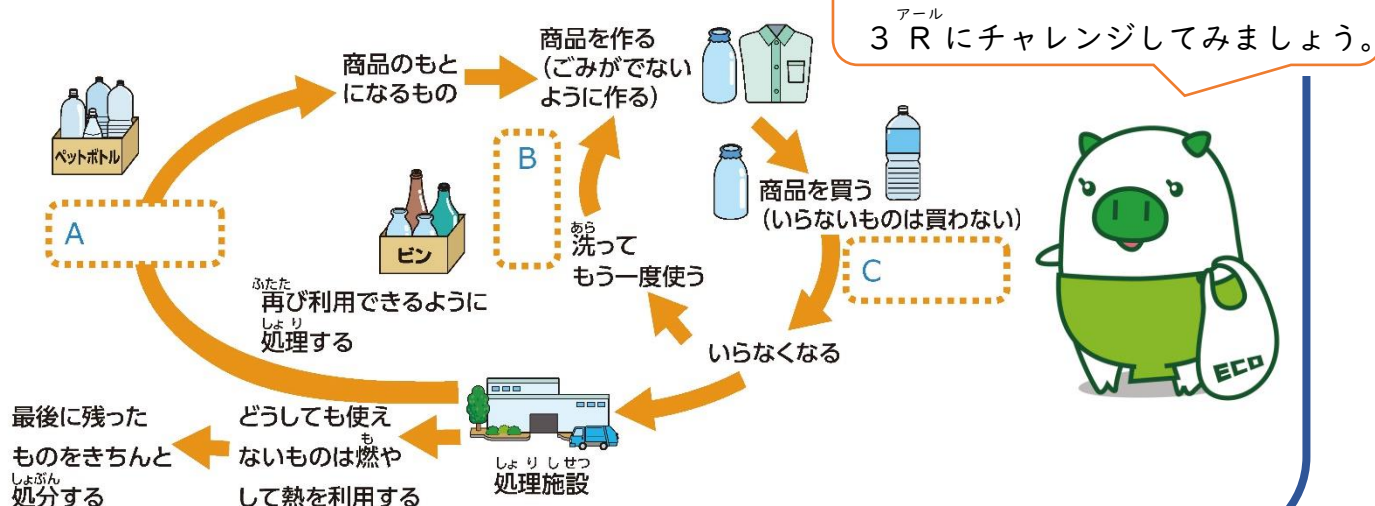 アール
３Ｒにチャレンジしてみましょう。
商品のもと
になるもの
商品を作る
（ごみがでない
ように作る）
ペットボトル
A
B
ビン
商品を買う
（いらないものは買わない）
C
あら
洗って
もう一度使う
ふたた
再び利用できるように
しょり
処理する
いらなくなる
最後に残った
ものをきちんと
しょぶん
処分する
どうしても使え
も
ないものは燃や
して熱を利用する
しょりしせつ
処理施設
ECO